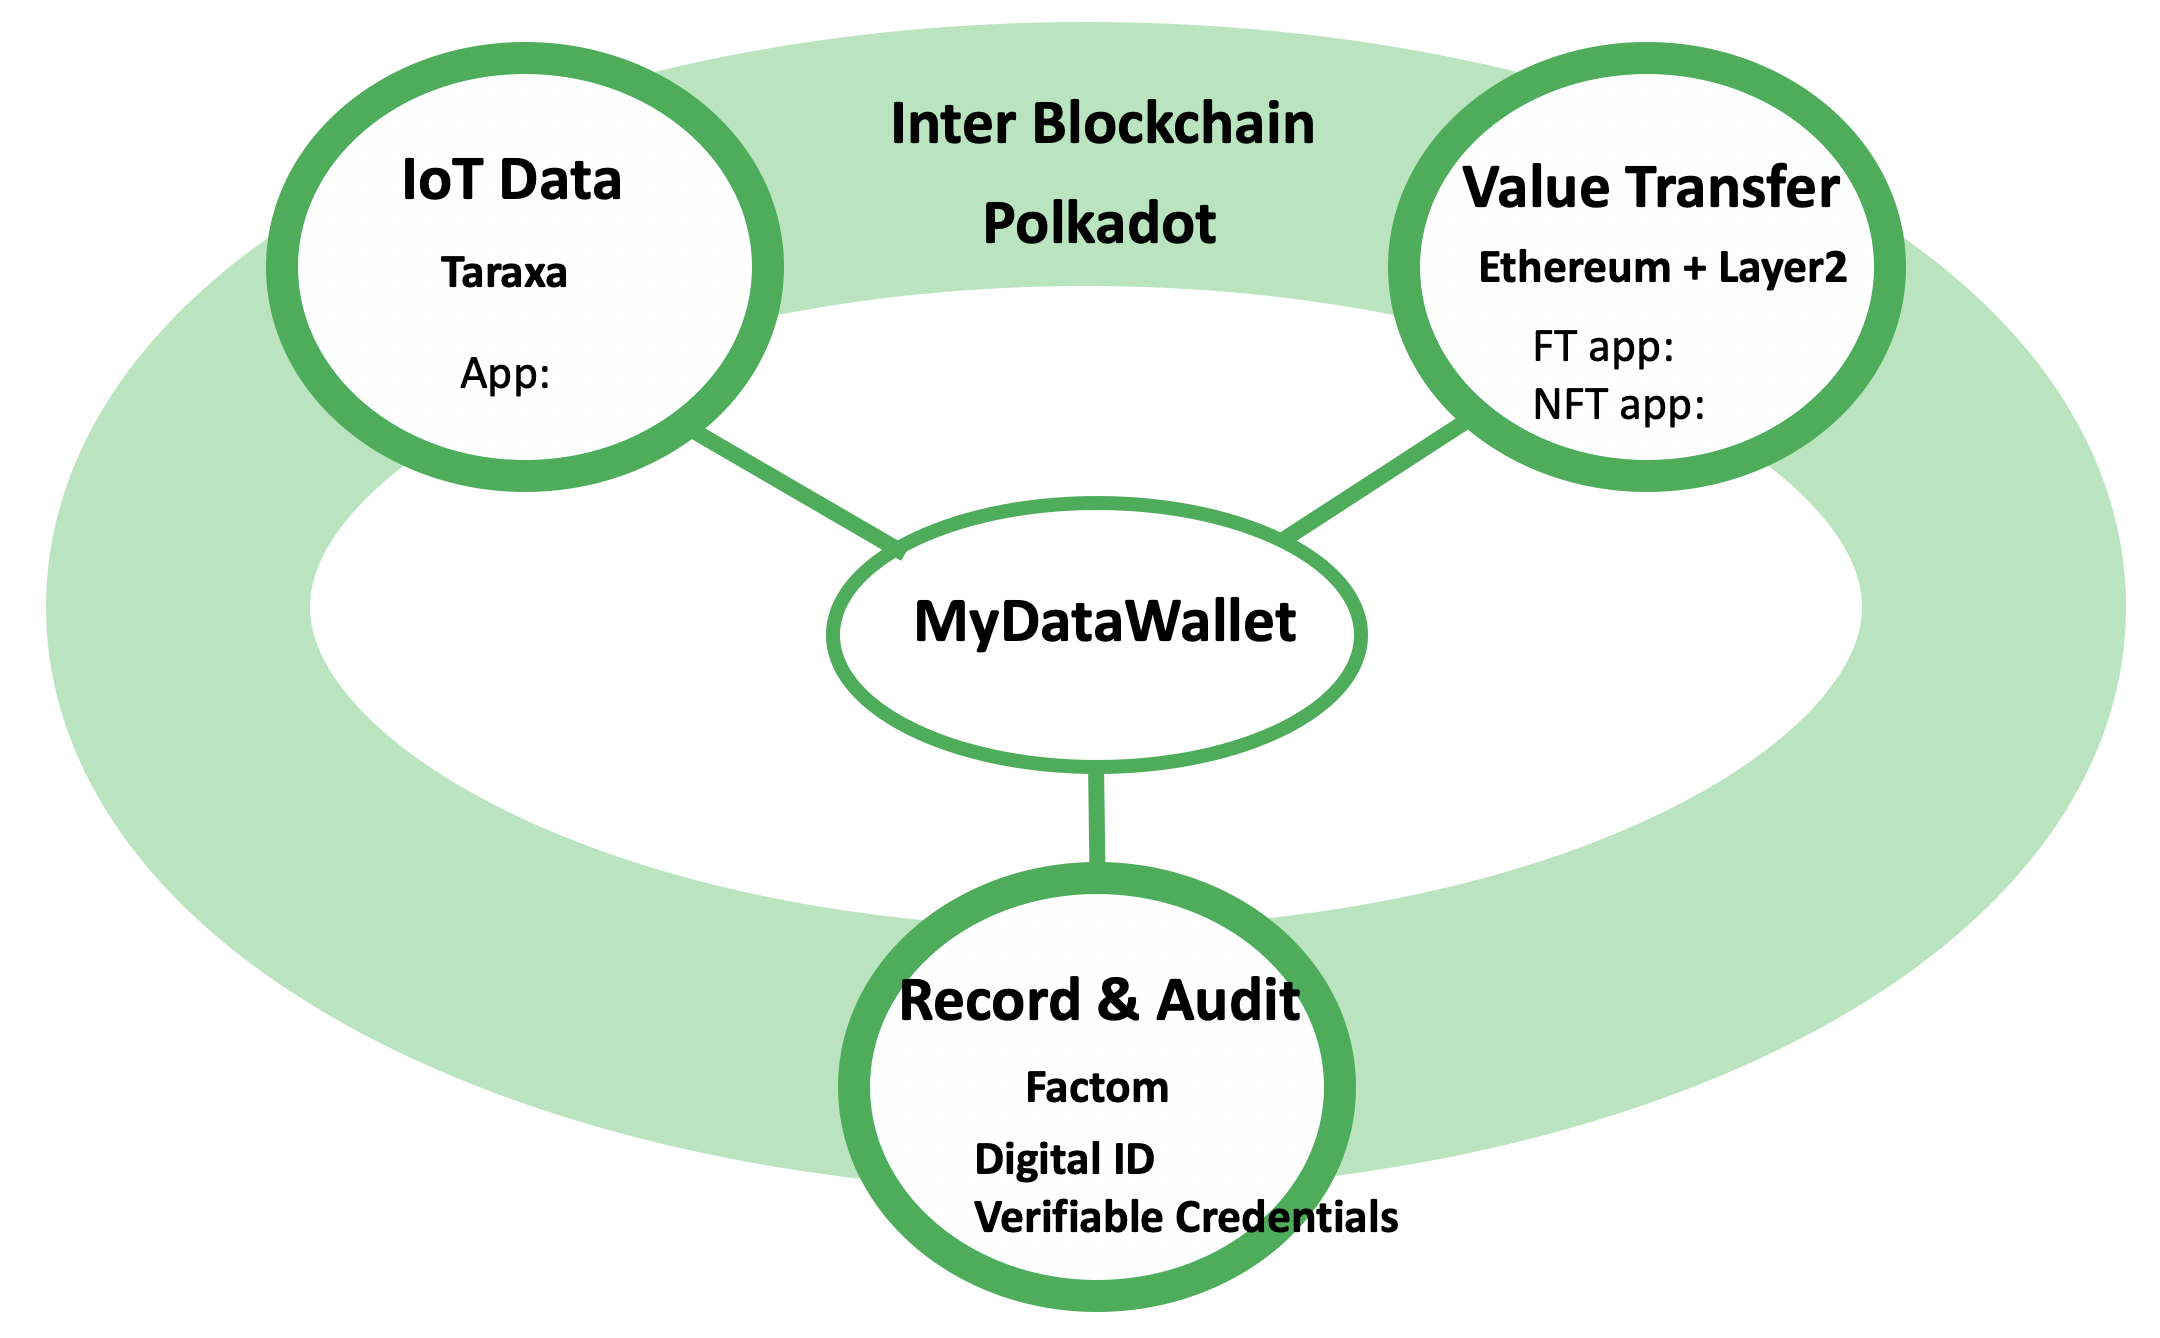 Inter Blockchain
Polkadot
IoT Data
Taraxa
App:
Value Transfer
Ethereum + Layer2
FT app:
NFT app:
MyDataWallet
Record & Audit
Factom
Digital ID
Verifiable Credentials